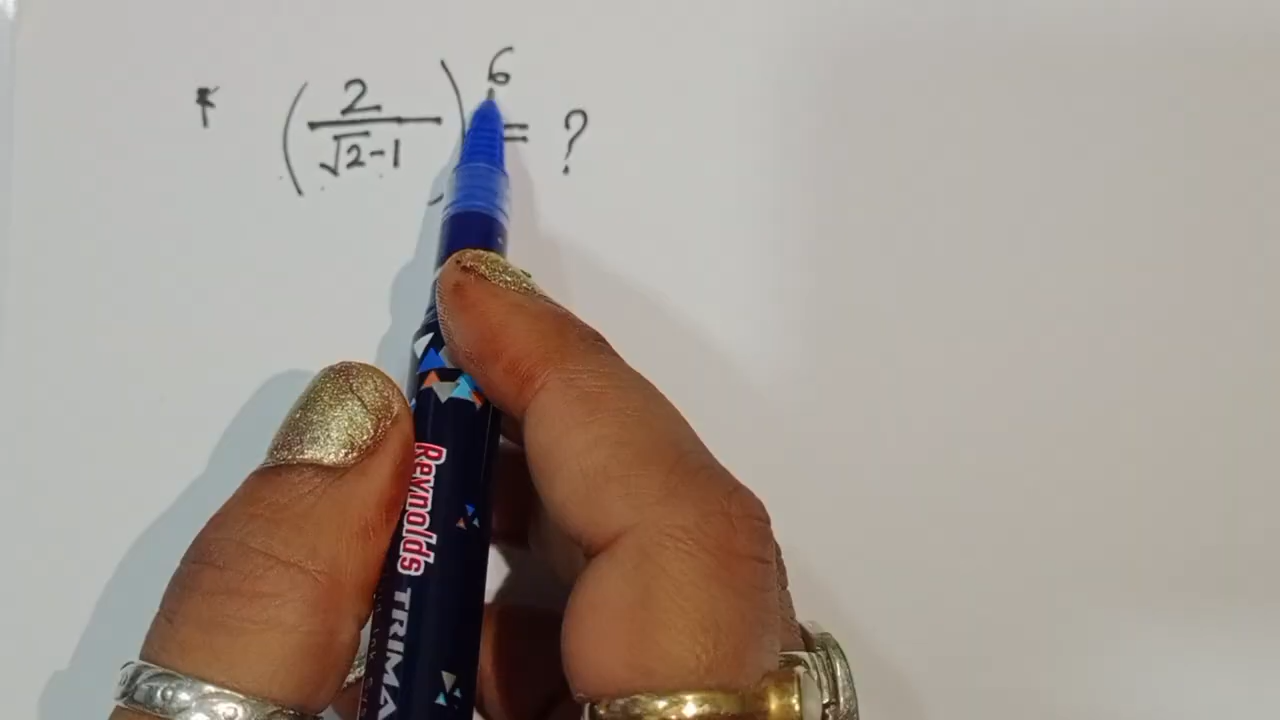 * (2/(√2-1))^6 = ?
Reynolds TRIMA